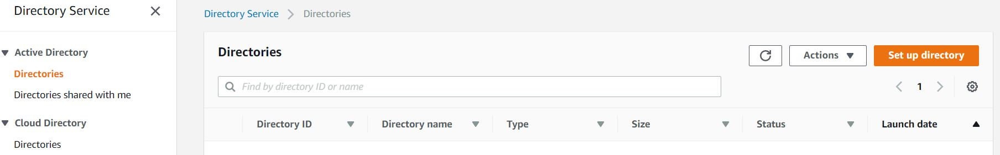 Directory Service
Active Directory
Directories
Directories shared with me
Cloud Directory
Directories
Directory Service Directories
Directories
Actions Set up directory
Find by directory ID or name
1
Directory ID Directory name Type Size Status Launch date